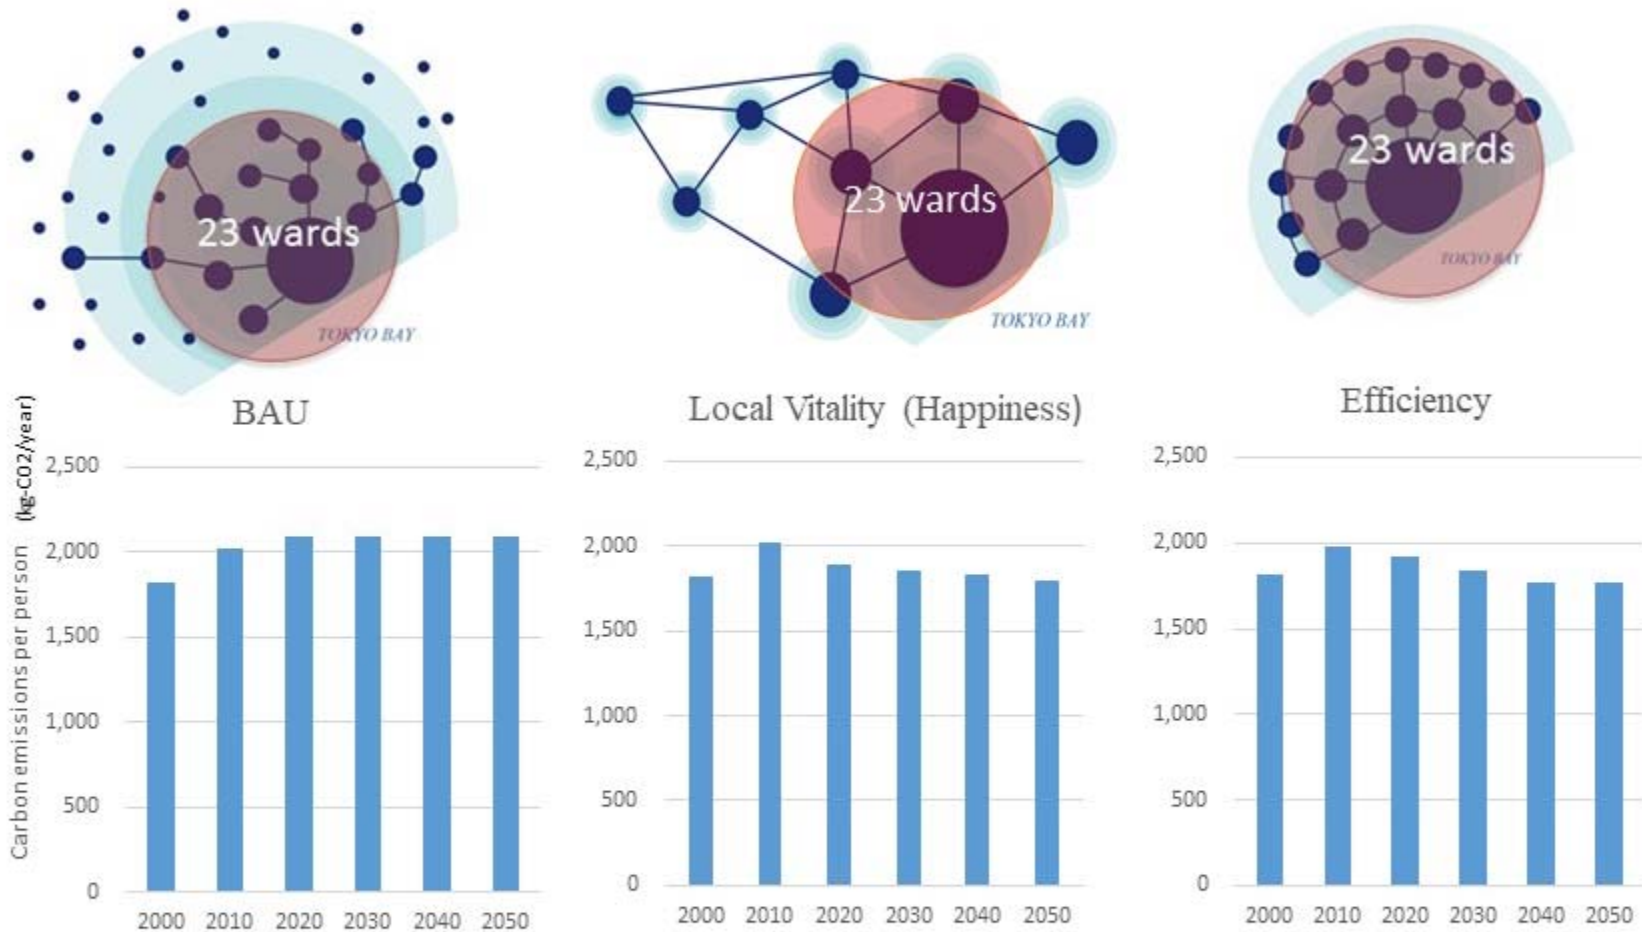 23 wards
TOKYO BAY
23 wards
TOKYO BAY
23 wards
TOKYO BAY
BAU
Local Vitality (Happiness)
Efficiency
Carbon emissions per person (kg-CO2/year)
2,500
2,000
1,500
1,000
500
0
2000 2010 2020 2030 2040 2050
2,500
2,000
1,500
1,000
500
0
2000 2010 2020 2030 2040 2050
2,500
2,000
1,500
1,000
500
0
2000 2010 2020 2030 2040 2050